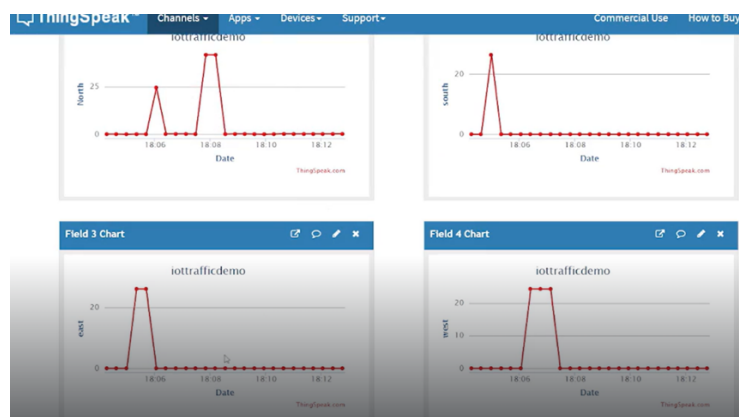 ThingSpeak™ Channels Apps Devices Support Commercial Use How to Buy
iottrafficdemo
North
25
0
18:06 18:08 18:10 18:12
Date
ThingSpeak.com
iottrafficdemo
south
20
0
18:06 18:08 18:10 18:12
Date
ThingSpeak.com
Field 3 Chart
iottrafficdemo
east
20
0
18:06 18:08 18:10 18:12
Date
ThingSpeak.com
Field 4 Chart
iottrafficdemo
west
20
10
0
18:06 18:08 18:10 18:12
Date
ThingSpeak.com